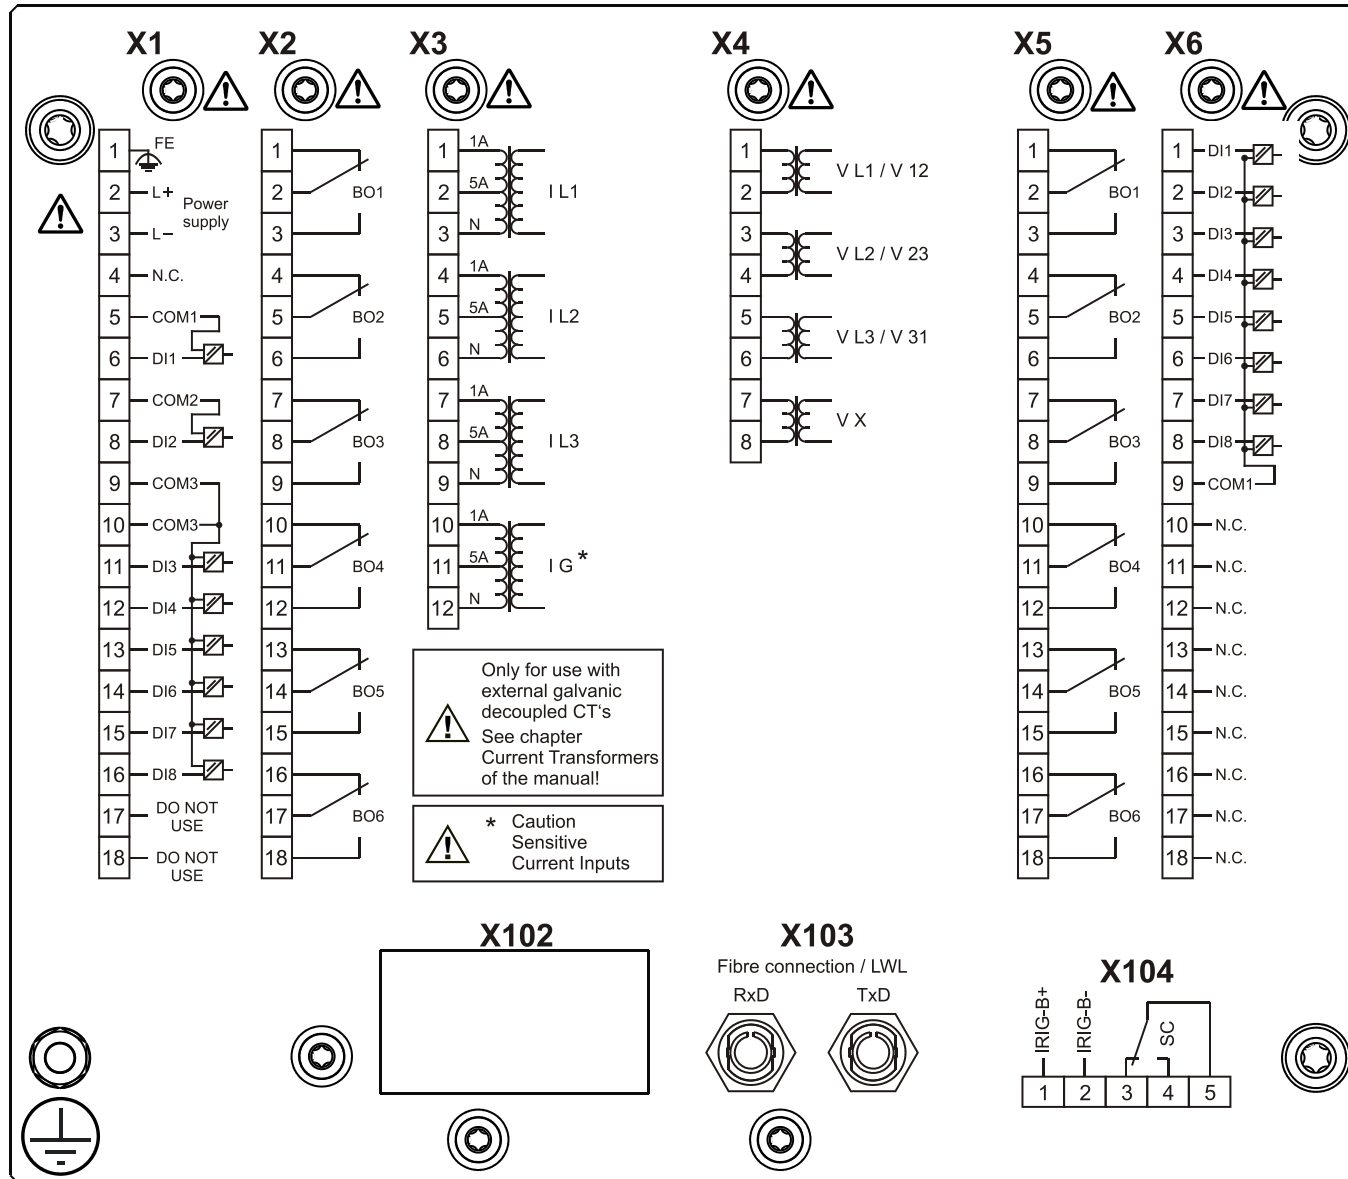 X1
X2
X3
X4
X5
X6
1 FE
2 L+
Power
supply
3 L−
4 N.C.
5 COM1
6 DI1
7 COM2
8 DI2
9 COM3
10 COM3
11 DI3
12 DI4
13 DI5
14 DI6
15 DI7
16 DI8
17 DO NOT
USE
18 DO NOT
USE
1
2 BO1
3
4
5 BO2
6
7
8 BO3
9
10
11 BO4
12
13
14 BO5
15
16
17 BO6
18
1 1A
2 5A I L1
3 N
4 1A
5 5A I L2
6 N
7 1A
8 5A I L3
9 N
10 1A
11 5A I G *
12 N
Only for use with
external galvanic
decoupled CT‘s
See chapter
Current Transformers
of the manual!
* Caution
Sensitive
Current Inputs
1
V L1 / V 12
2
3
V L2 / V 23
4
5
V L3 / V 31
6
7
V X
8
1
2 BO1
3
4
5 BO2
6
7
8 BO3
9
10
11 BO4
12
13
14 BO5
15
16
17 BO6
18
1 DI1
2 DI2
3 DI3
4 DI4
5 DI5
6 DI6
7 DI7
8 DI8
9 COM1
10 N.C.
11 N.C.
12 N.C.
13 N.C.
14 N.C.
15 N.C.
16 N.C.
17 N.C.
18 N.C.
X102
X103
Fibre connection / LWL
RxD
TxD
X104
IRIG-B+
IRIG-B-
SC
1 2 3 4 5